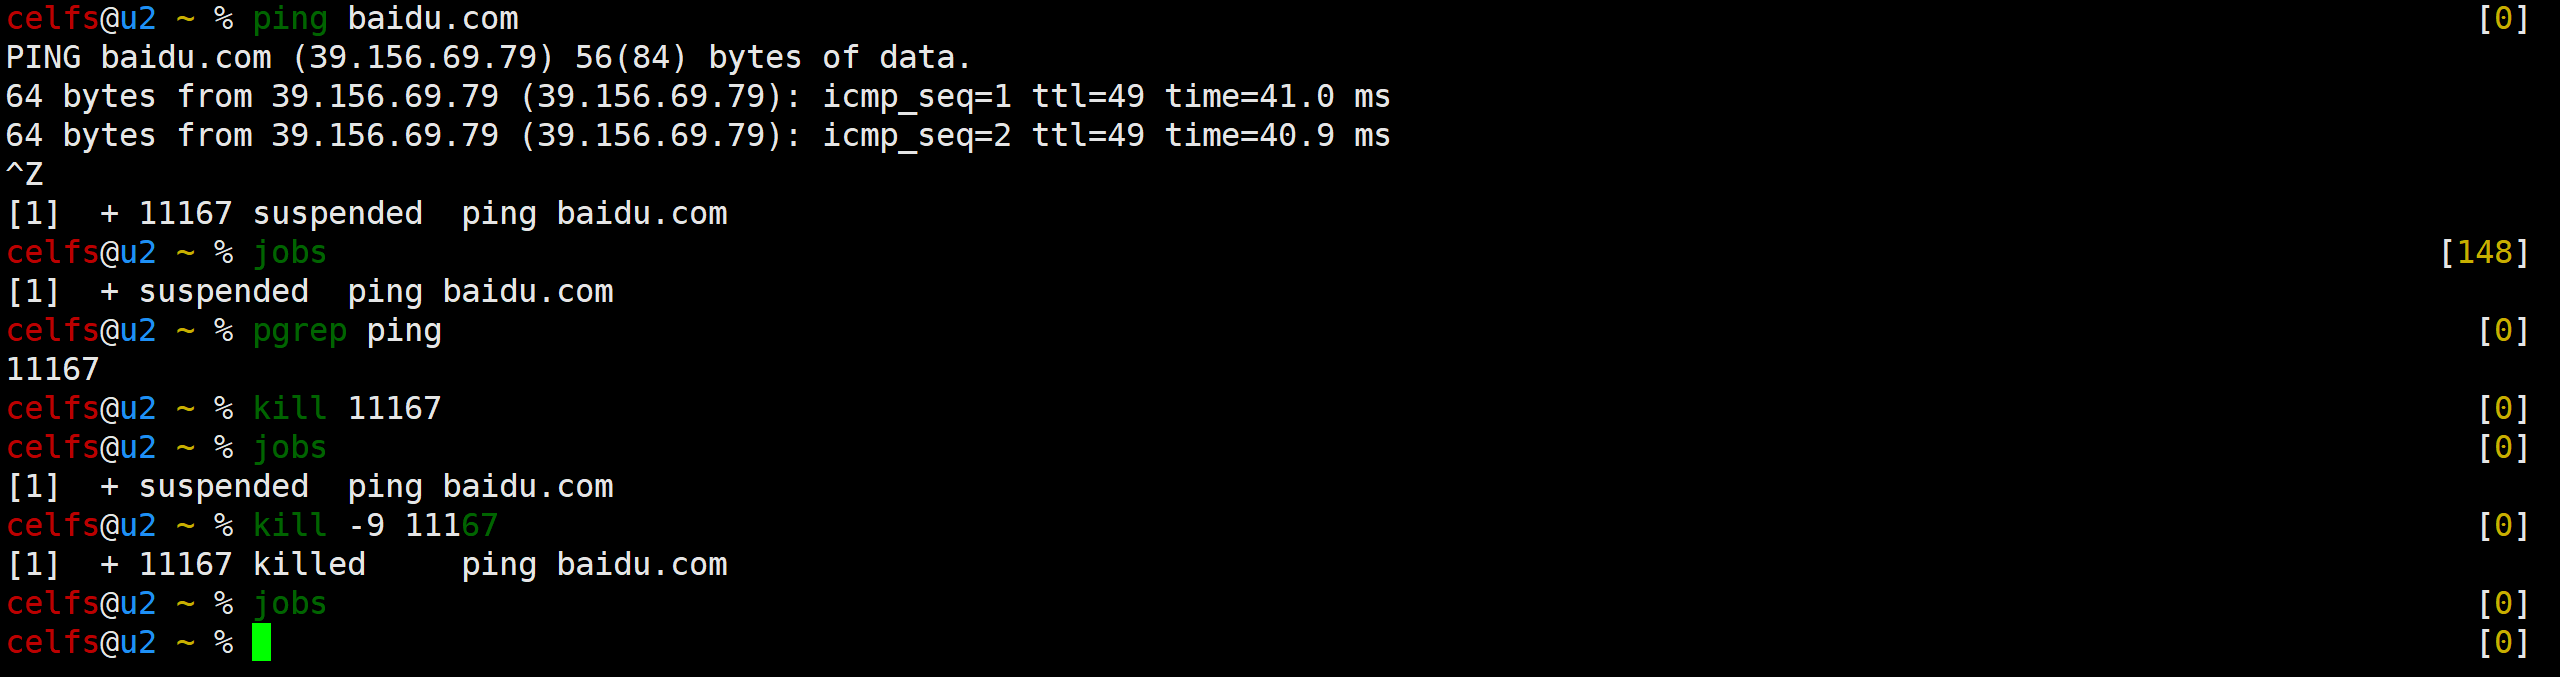 celfs@u2 ~ % ping baidu.com [0]
PING baidu.com (39.156.69.79) 56(84) bytes of data.
64 bytes from 39.156.69.79 (39.156.69.79): icmp_seq=1 ttl=49 time=41.0 ms
64 bytes from 39.156.69.79 (39.156.69.79): icmp_seq=2 ttl=49 time=40.9 ms
^Z
[1]  + 11167 suspended  ping baidu.com
celfs@u2 ~ % jobs [148]
[1]  + suspended  ping baidu.com
celfs@u2 ~ % pgrep ping [0]
11167
celfs@u2 ~ % kill 11167 [0]
celfs@u2 ~ % jobs [0]
[1]  + suspended  ping baidu.com
celfs@u2 ~ % kill -9 11167 [0]
[1]  + 11167 killed     ping baidu.com
celfs@u2 ~ % jobs [0]
celfs@u2 ~ % [0]